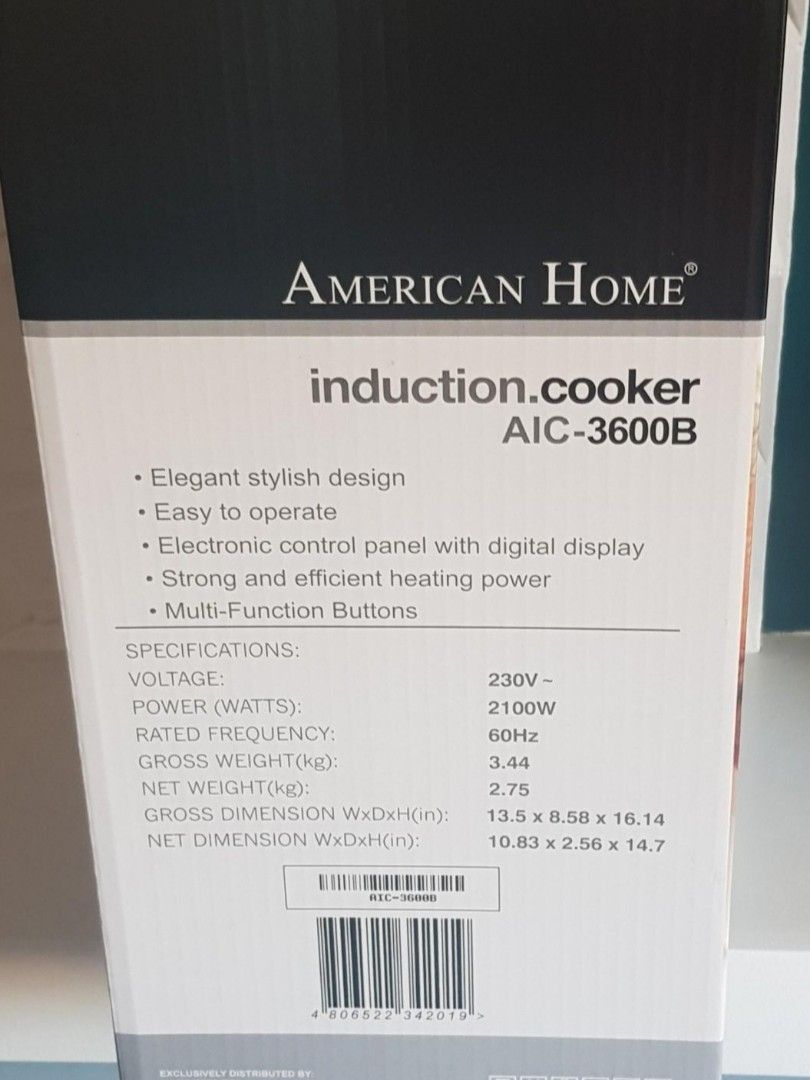 AMERICAN HOME®
induction.cooker
AIC-3600B
• Elegant stylish design
• Easy to operate
• Electronic control panel with digital display
• Strong and efficient heating power
• Multi-Function Buttons
SPECIFICATIONS:
VOLTAGE: 230V ~
POWER (WATTS): 2100W
RATED FREQUENCY: 60Hz
GROSS WEIGHT(kg): 3.44
NET WEIGHT(kg): 2.75
GROSS DIMENSION WxDxH(in): 13.5 x 8.58 x 16.14
NET DIMENSION WxDxH(in): 10.83 x 2.56 x 14.7
AIC-3600B
4 806522 342019 >
EXCLUSIVELY DISTRIBUTED BY: